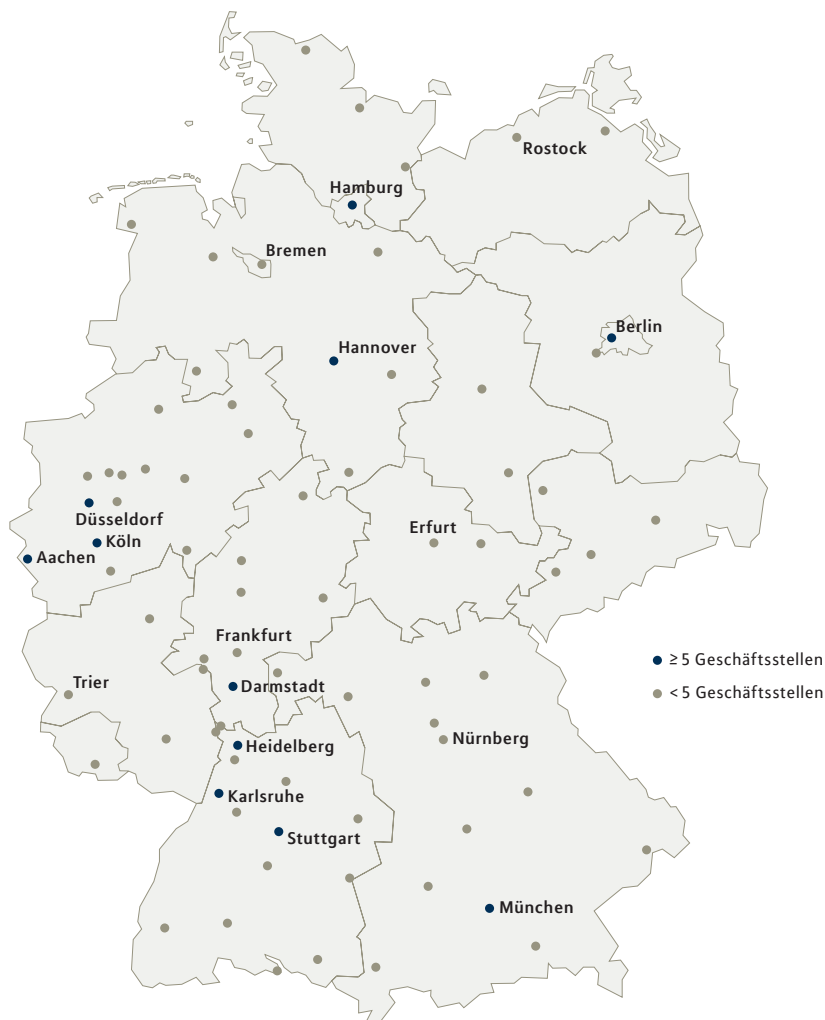 Rostock
Hamburg
Bremen
Berlin
Hannover
Düsseldorf
Erfurt
Köln
Aachen
Frankfurt
≥ 5 Geschäftsstellen
Trier
Darmstadt
< 5 Geschäftsstellen
Nürnberg
Heidelberg
Karlsruhe
Stuttgart
München